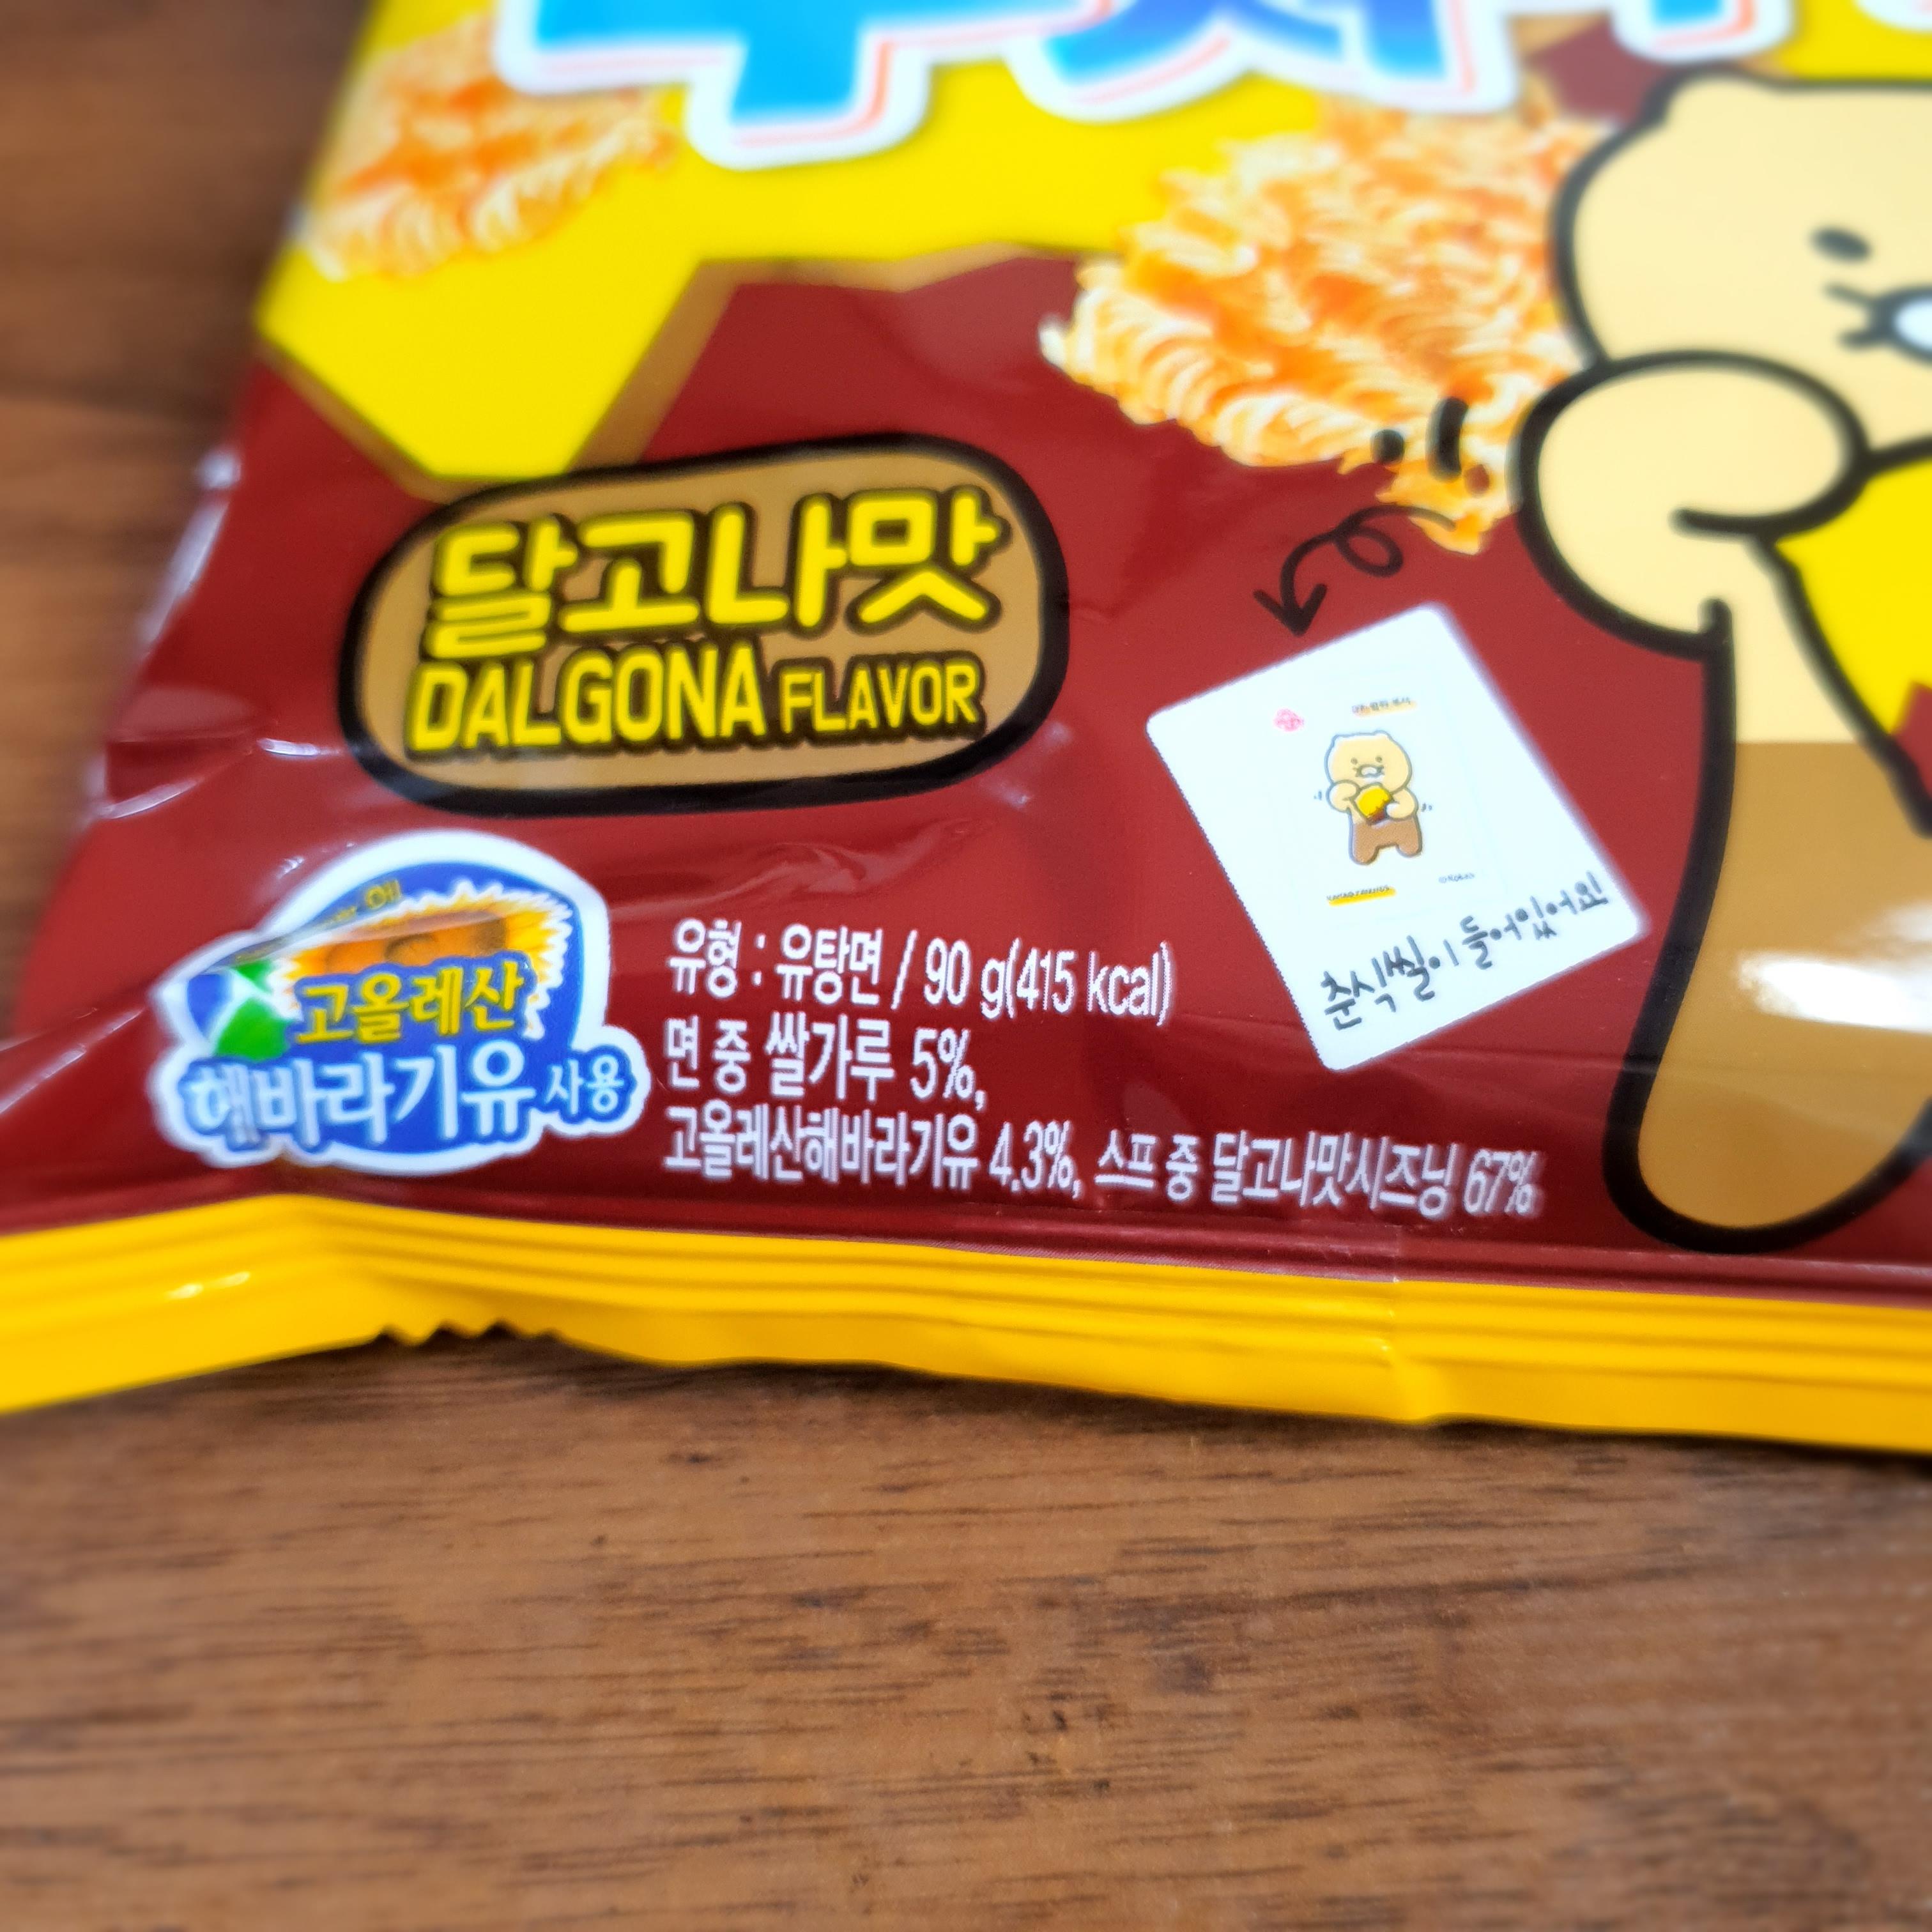 달고나맛
DALGONA FLAVOR
고올레산
해바라기유 사용
유형 : 유탕면 / 90 g(415 kcal)
면 중 쌀가루 5%,
고올레산해바라기유 4.3%, 스프 중 달고나맛시즈닝 67%
춘식씰이 들어있어요!